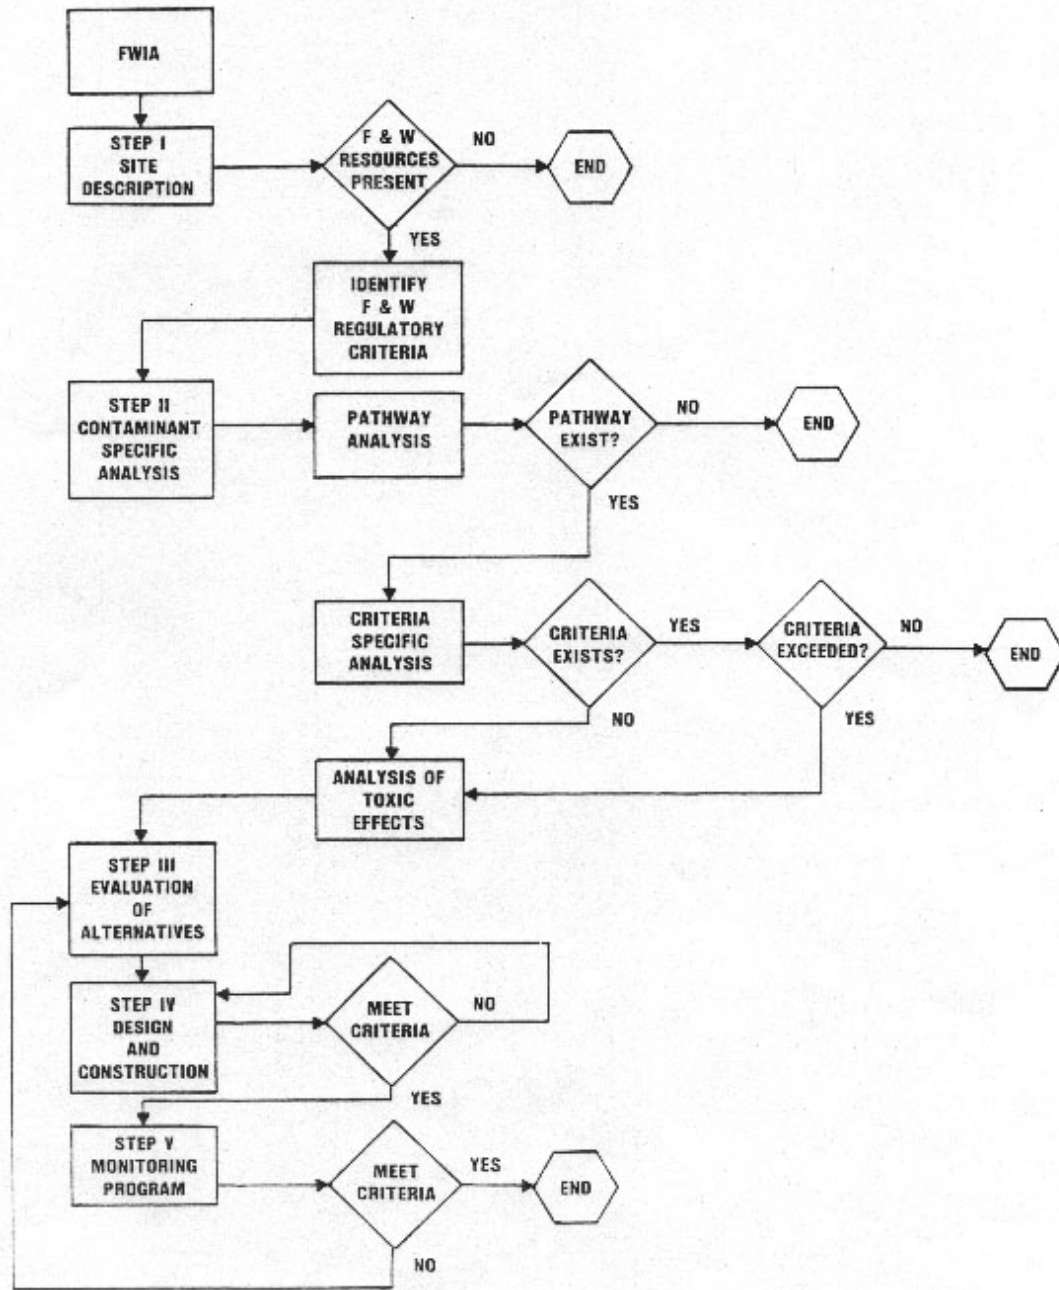 FWIA
STEP I
SITE
DESCRIPTION
F & W
RESOURCES
PRESENT
NO
END
YES
IDENTIFY
F & W
REGULATORY
CRITERIA
STEP II
CONTAMINANT
SPECIFIC
ANALYSIS
PATHWAY
ANALYSIS
PATHWAY
EXIST?
NO
END
YES
CRITERIA
SPECIFIC
ANALYSIS
CRITERIA
EXISTS?
YES
CRITERIA
EXCEEDED?
NO
END
NO
YES
ANALYSIS OF
TOXIC
EFFECTS
STEP III
EVALUATION
OF
ALTERNATIVES
STEP IV
DESIGN
AND
CONSTRUCTION
MEET
CRITERIA
NO
YES
STEP V
MONITORING
PROGRAM
MEET
CRITERIA
YES
END
NO